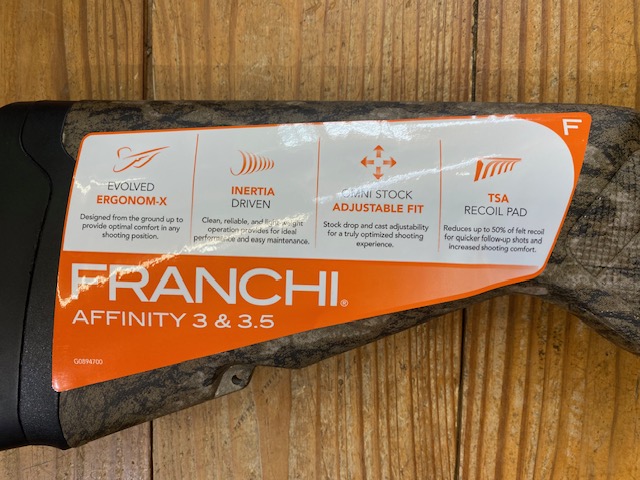 F
EVOLVED
ERGONOM-X
Designed from the ground up to
provide optimal comfort in any
shooting position.
INERTIA
DRIVEN
Clean, reliable, and lightweight
operation provides for ideal
performance and easy maintenance.
OMNI STOCK
ADJUSTABLE FIT
Stock drop and cast adjustability
for a truly optimized shooting
experience.
TSA
RECOIL PAD
Reduces up to 50% of felt recoil
for quicker follow-up shots and
increased shooting comfort.
FRANCHI®
AFFINITY 3 & 3.5
G0894700